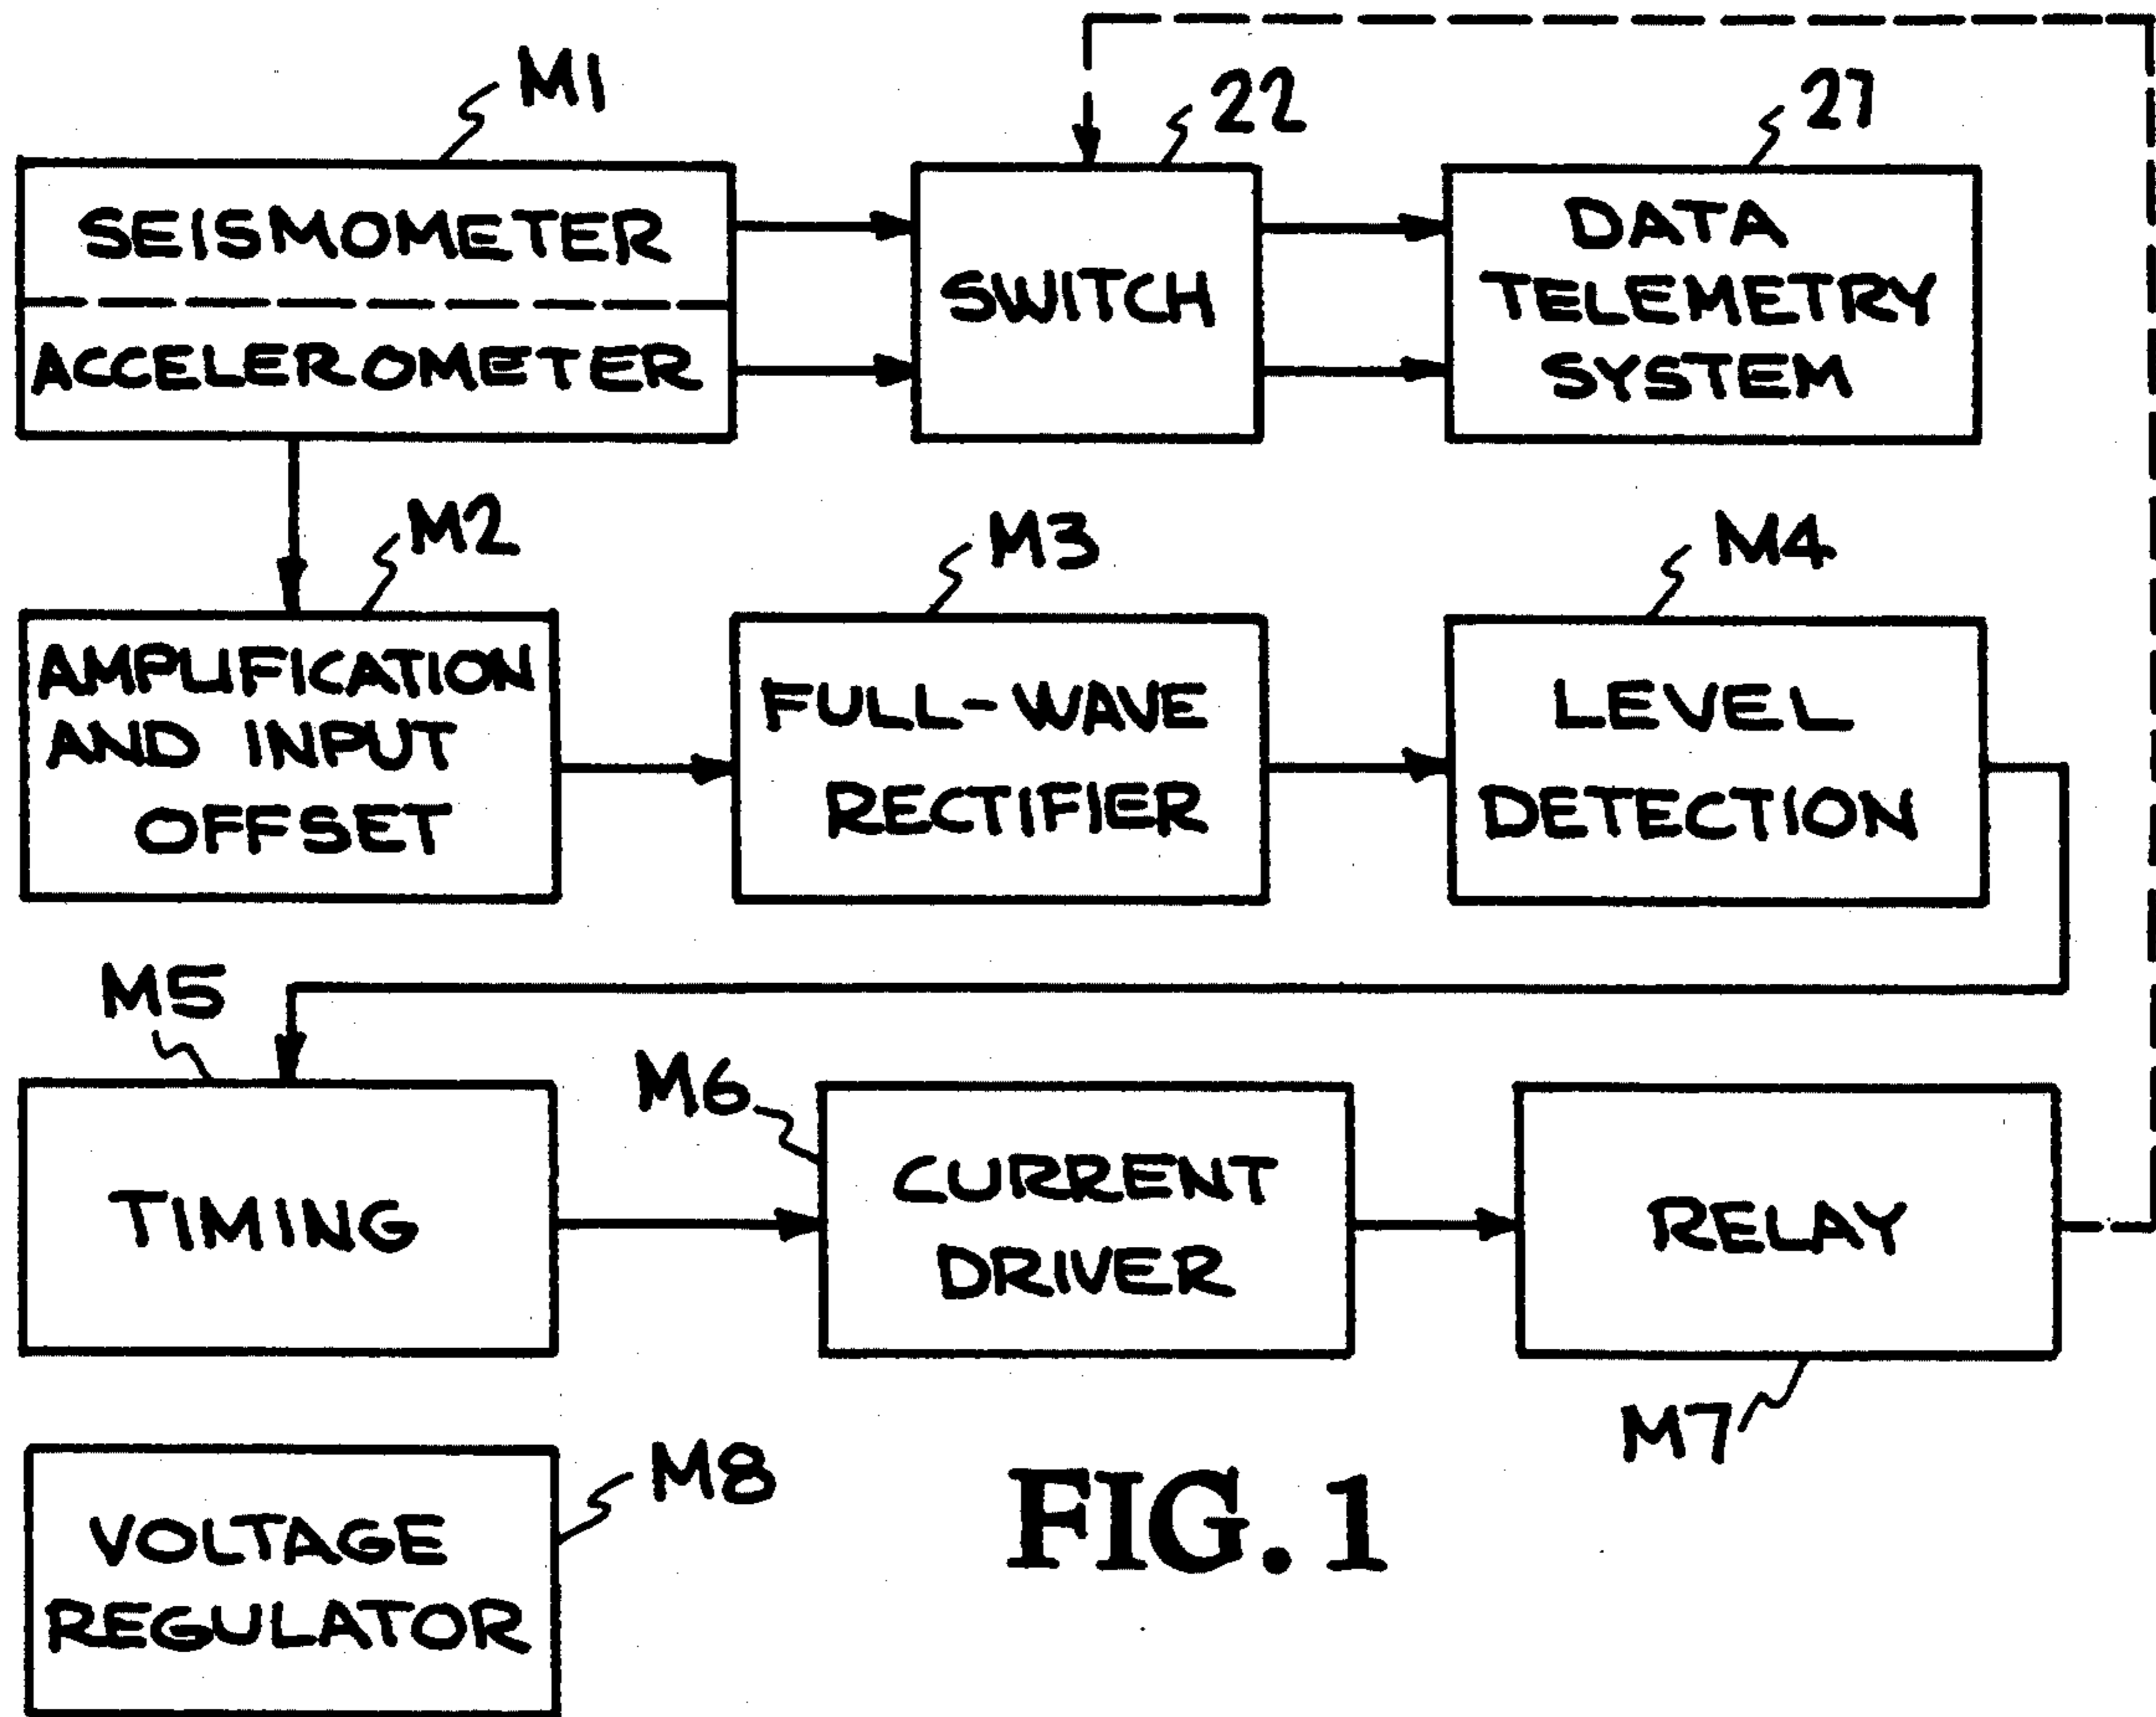 M1
22
27
SEISMOMETER
ACCELEROMETER
SWITCH
DATA
TELEMETRY
SYSTEM
M2
M3
M4
AMPLIFICATION
AND INPUT
OFFSET
FULL-WAVE
RECTIFIER
LEVEL
DETECTION
M5
M6
TIMING
CURRENT
DRIVER
RELAY
M7
M8
VOLTAGE
REGULATOR
FIG. 1